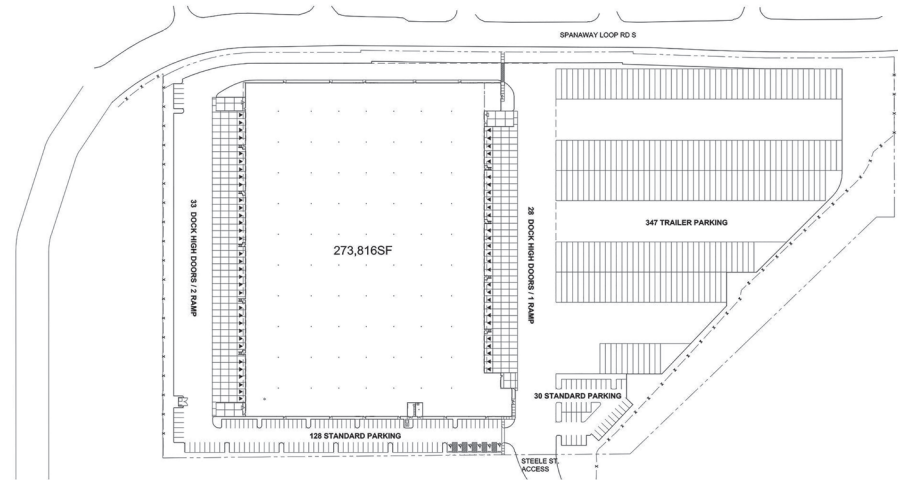 SPANAWAY LOOP RD S
33 DOCK HIGH DOORS / 2 RAMP
273,816SF
28 DOCK HIGH DOORS / 1 RAMP
347 TRAILER PARKING
30 STANDARD PARKING
128 STANDARD PARKING
STEELE ST.
ACCESS